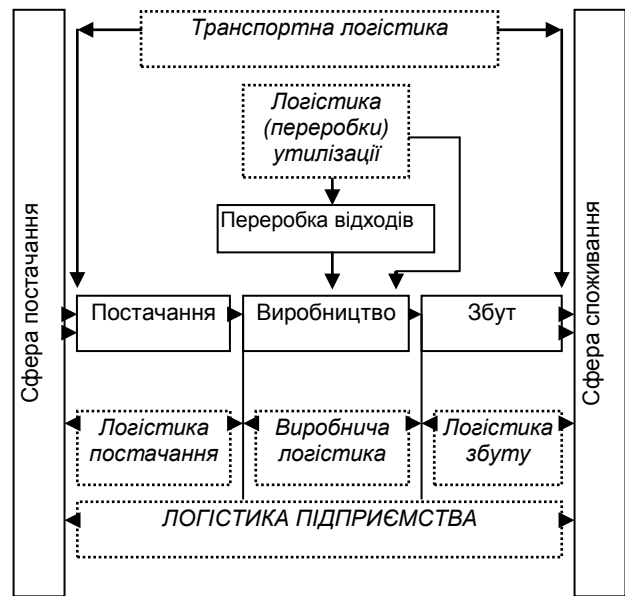 Транспортна логістика
Логістика
(переробки)
утилізації
Переробка відходів
Сфера постачання
Постачання
Виробництво
Збут
Сфера споживання
Логістика
постачання
Виробнича
логістика
Логістика
збуту
ЛОГІСТИКА ПІДПРИЄМСТВА